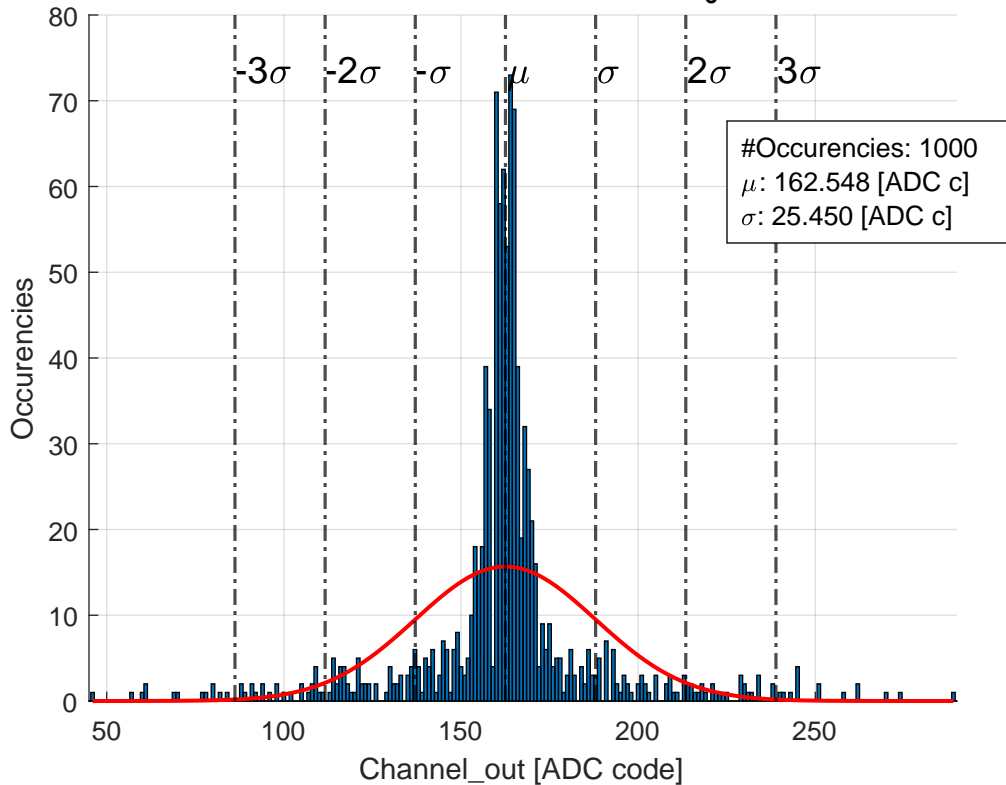 80
70
60
50
40
30
20
10
0
-3σ -2σ -σ μ σ 2σ 3σ
#Occurencies: 1000
μ: 162.548 [ADC c]
σ: 25.450 [ADC c]
Occurencies
50 100 150 200 250
Channel_out [ADC code]